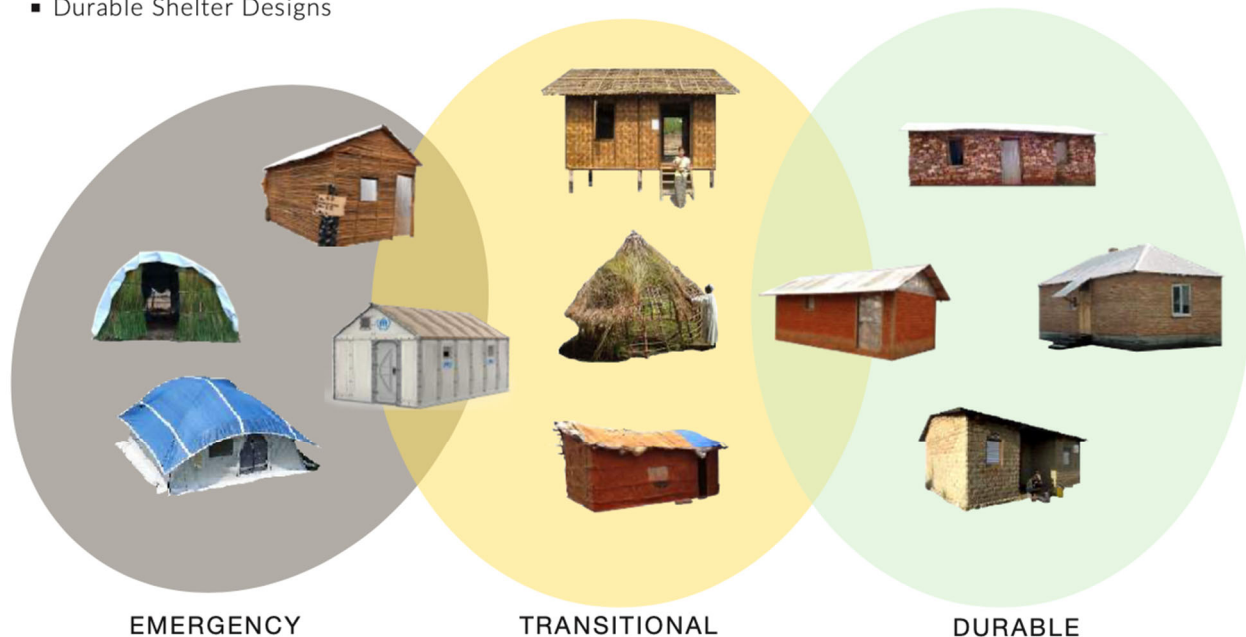 ▪ Durable Shelter Designs
EMERGENCY
TRANSITIONAL
DURABLE